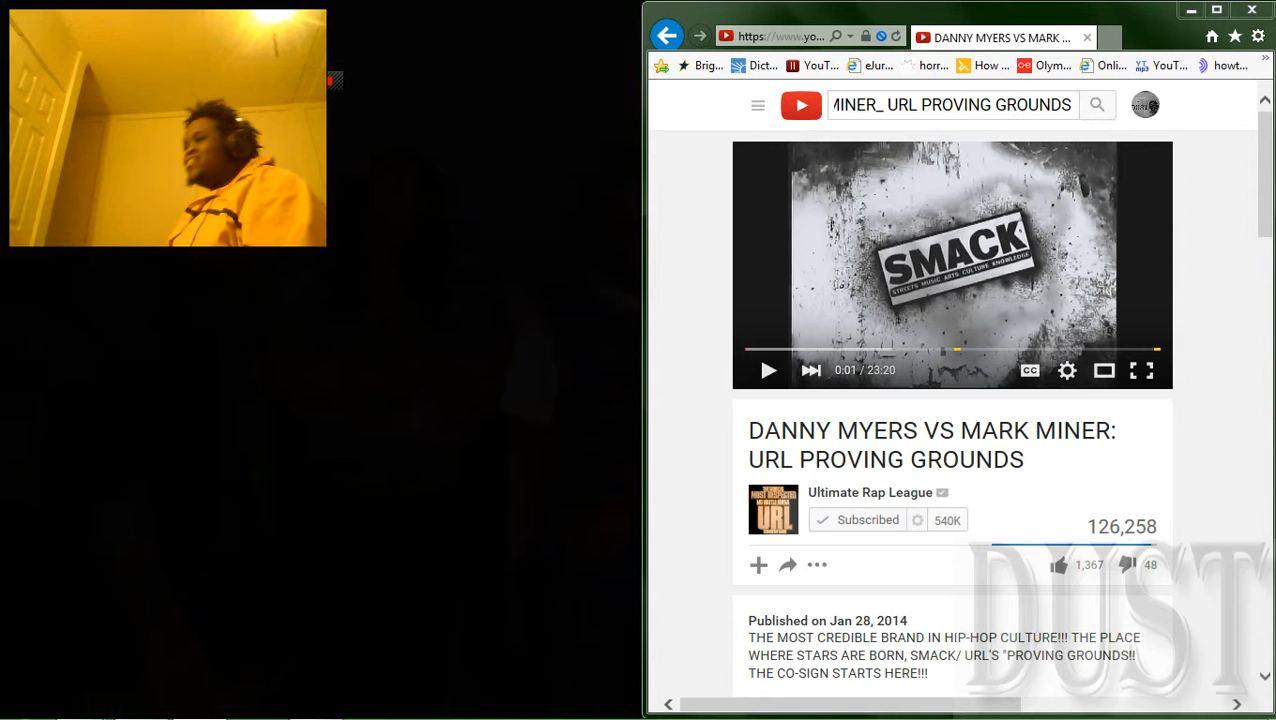 https://www.yo...
DANNY MYERS VS MARK ...
Brig...
Dict...
YouT...
eJur...
horr...
How ...
Olym...
Onli...
YouT...
howt...
MINER_ URL PROVING GROUNDS
SMACK
STREETS MUSIC ARTS CULTURE KNOWLEDGE
0:01 / 23:20
CC
DANNY MYERS VS MARK MINER:
URL PROVING GROUNDS
URL
Ultimate Rap League
Subscribed
540K
126,258
1,367
48
Published on Jan 28, 2014
THE MOST CREDIBLE BRAND IN HIP-HOP CULTURE!!! THE PLACE
WHERE STARS ARE BORN, SMACK/ URL'S "PROVING GROUNDS!!
THE CO-SIGN STARTS HERE!!!
DUST